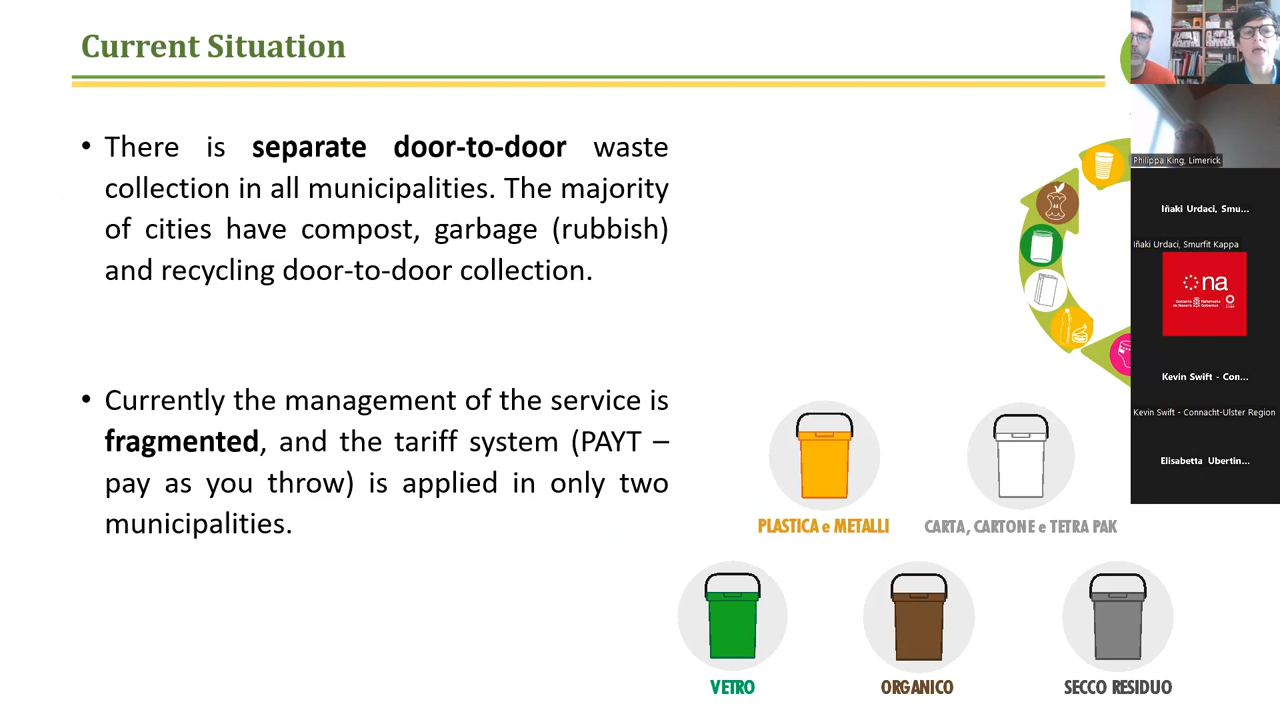 Current Situation
• There is separate door-to-door waste
collection in all municipalities. The majority
of cities have compost, garbage (rubbish)
and recycling door-to-door collection.
• Currently the management of the service is
fragmented, and the tariff system (PAYT –
pay as you throw) is applied in only two
municipalities.
PLASTICA e METALLI
CARTA, CARTONE e TETRA PAK
VETRO
ORGANICO
SECCO RESIDUO
Philippa King, Limerick
Iñaki Urdaci, Smu...
Iñaki Urdaci, Smurfit Kappa
na
Kevin Swift - Con...
Kevin Swift - Connacht-Ulster Region
Elisabetta Ubertin...